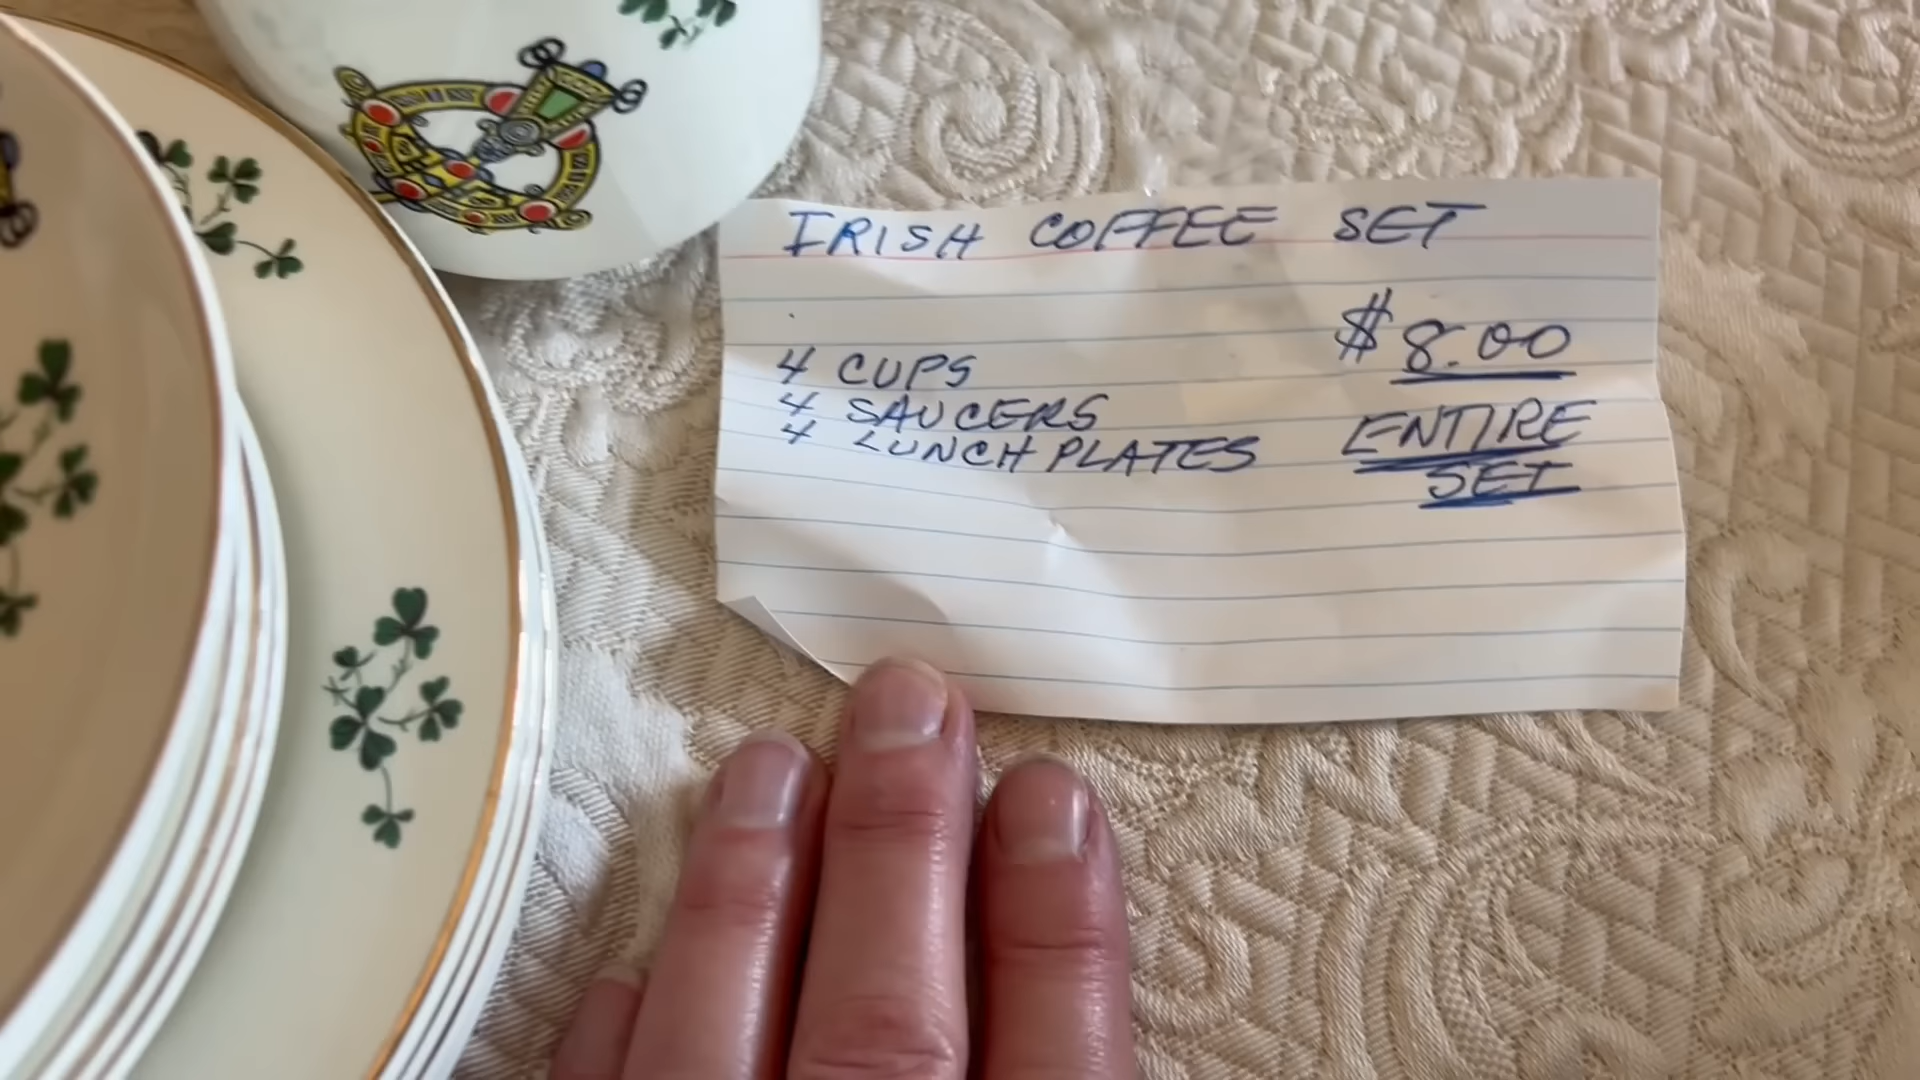 IRISH COFFEE SET
$8.00
4 CUPS
4 SAUCERS
4 LUNCH PLATES
ENTIRE
SET